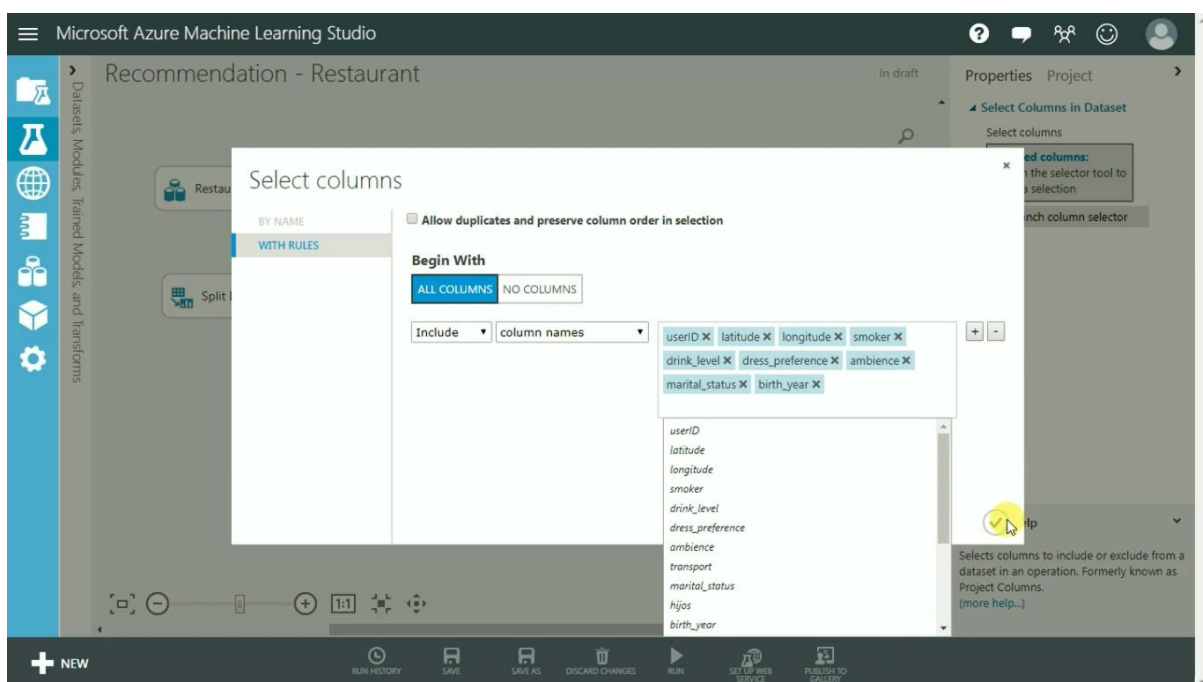 Microsoft Azure Machine Learning Studio
Datasets, Modules, Trained Models, and Transforms
Recommendation - Restaurant
In draft
Properties Project
Select Columns in Dataset
Select columns
ed columns:
the selector tool to
selection
nch column selector
Restau
Split
Select columns
BY NAME
WITH RULES
Allow duplicates and preserve column order in selection
Begin With
ALL COLUMNS NO COLUMNS
Include column names
userID latitude longitude smoker
drink_level dress_preference ambience
marital_status birth_year
+ -
userID
latitude
longitude
smoker
drink_level
dress_preference
ambience
transport
marital_status
hijos
birth_year
lp
Selects columns to include or exclude from a
dataset in an operation. Formerly known as
Project Columns.
(more help...)
1:1
NEW
RUN HISTORY
SAVE
SAVE AS
DISCARD CHANGES
RUN
SET UP WEB
SERVICE
PUBLISH TO
GALLERY